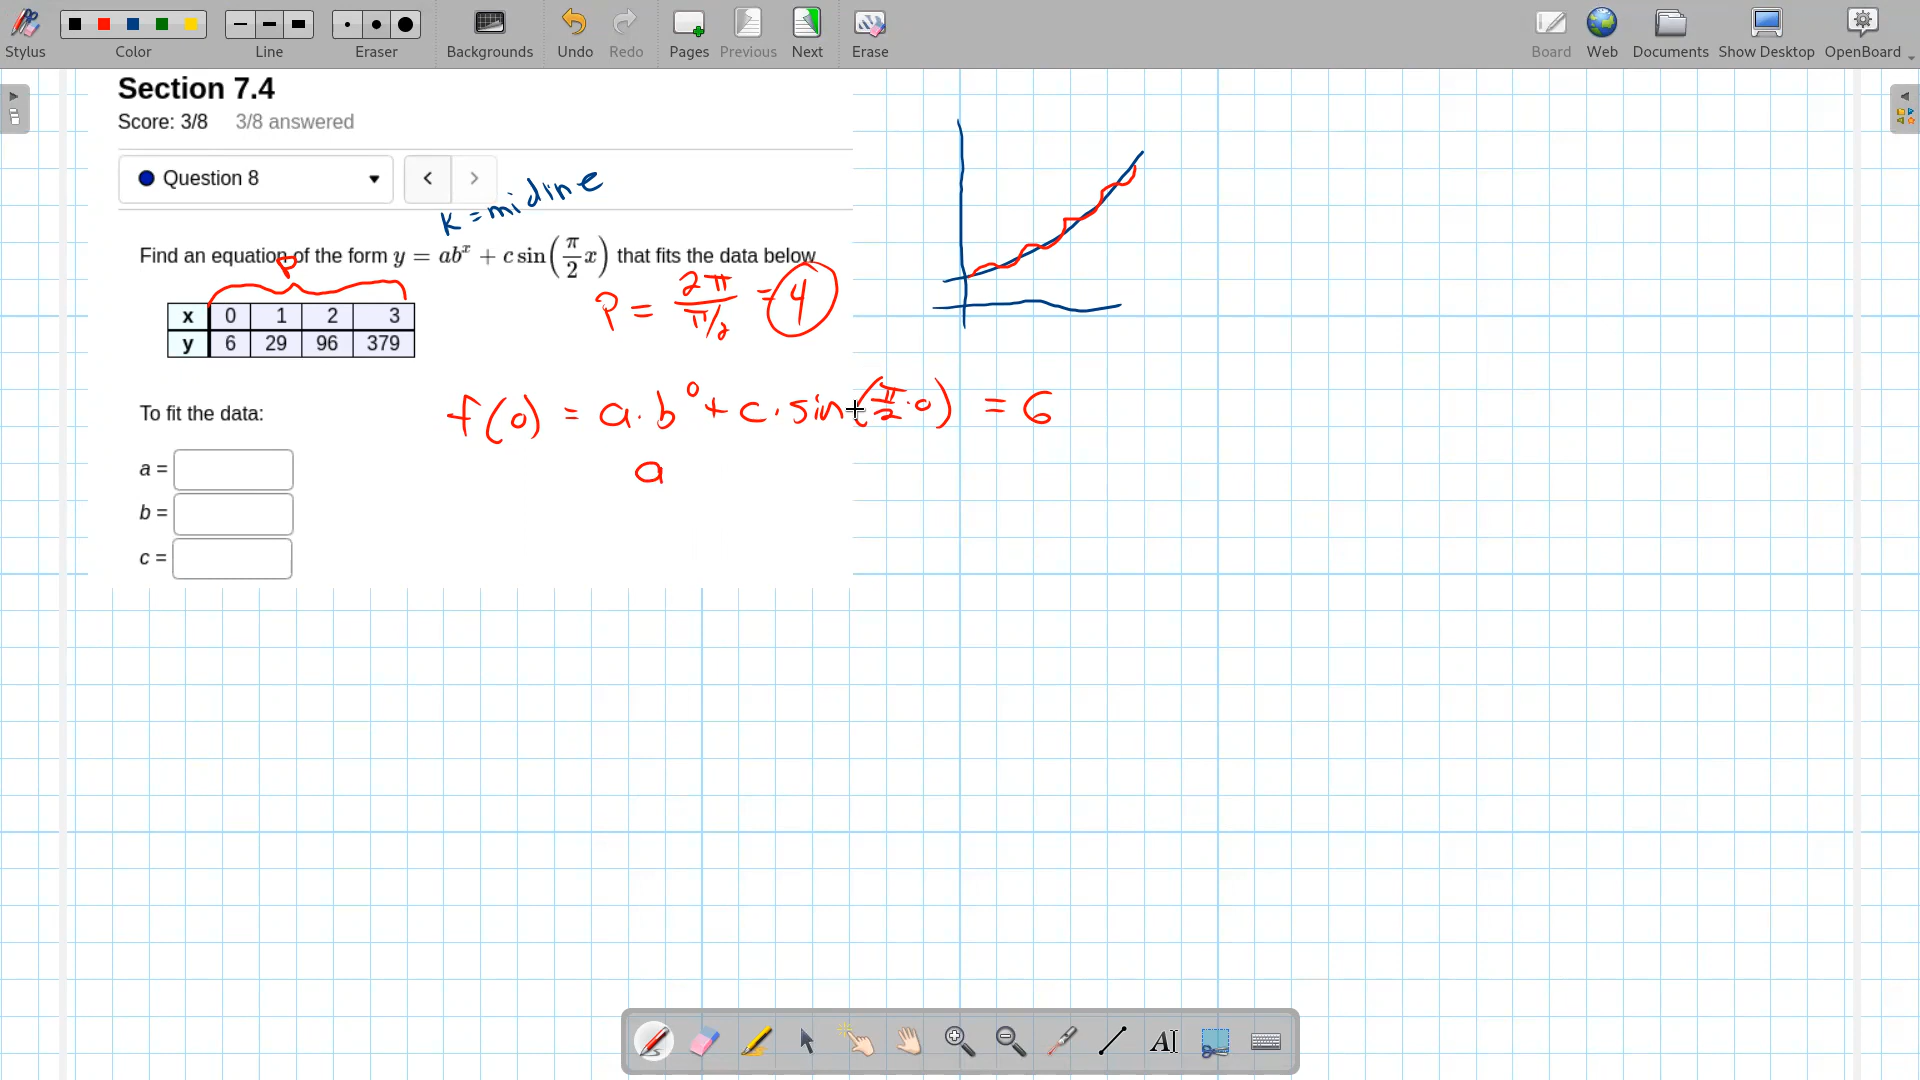 Stylus Color Line Eraser Backgrounds Undo Redo Pages Previous Next Erase Board Web Documents Show Desktop OpenBoard
Section 7.4
Score: 3/8 3/8 answered
Question 8
k = midline
Find an equation of the form y = ab^x + c sin(π/2 x) that fits the data below
P
x 0 1 2 3
y 6 29 96 379
P = 2π/(π/2) = 4
To fit the data:
f(0) = a · b^0 + c · sin(π/2 · 0) = 6
a
a =
b =
c =